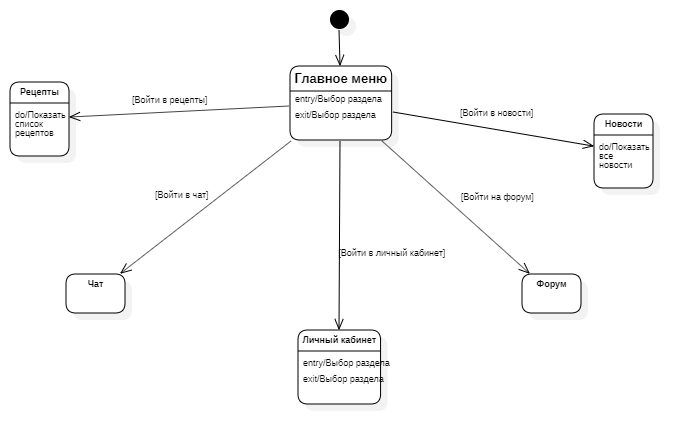 Главное меню
entry/Выбор раздела
exit/Выбор раздела
Рецепты
do/Показать
список
рецептов
[Войти в рецепты]
[Войти в новости]
Новости
do/Показать
все
новости
[Войти в чат]
[Войти на форум]
[Войти в личный кабинет]
Чат
Форум
Личный кабинет
entry/Выбор раздела
exit/Выбор раздела